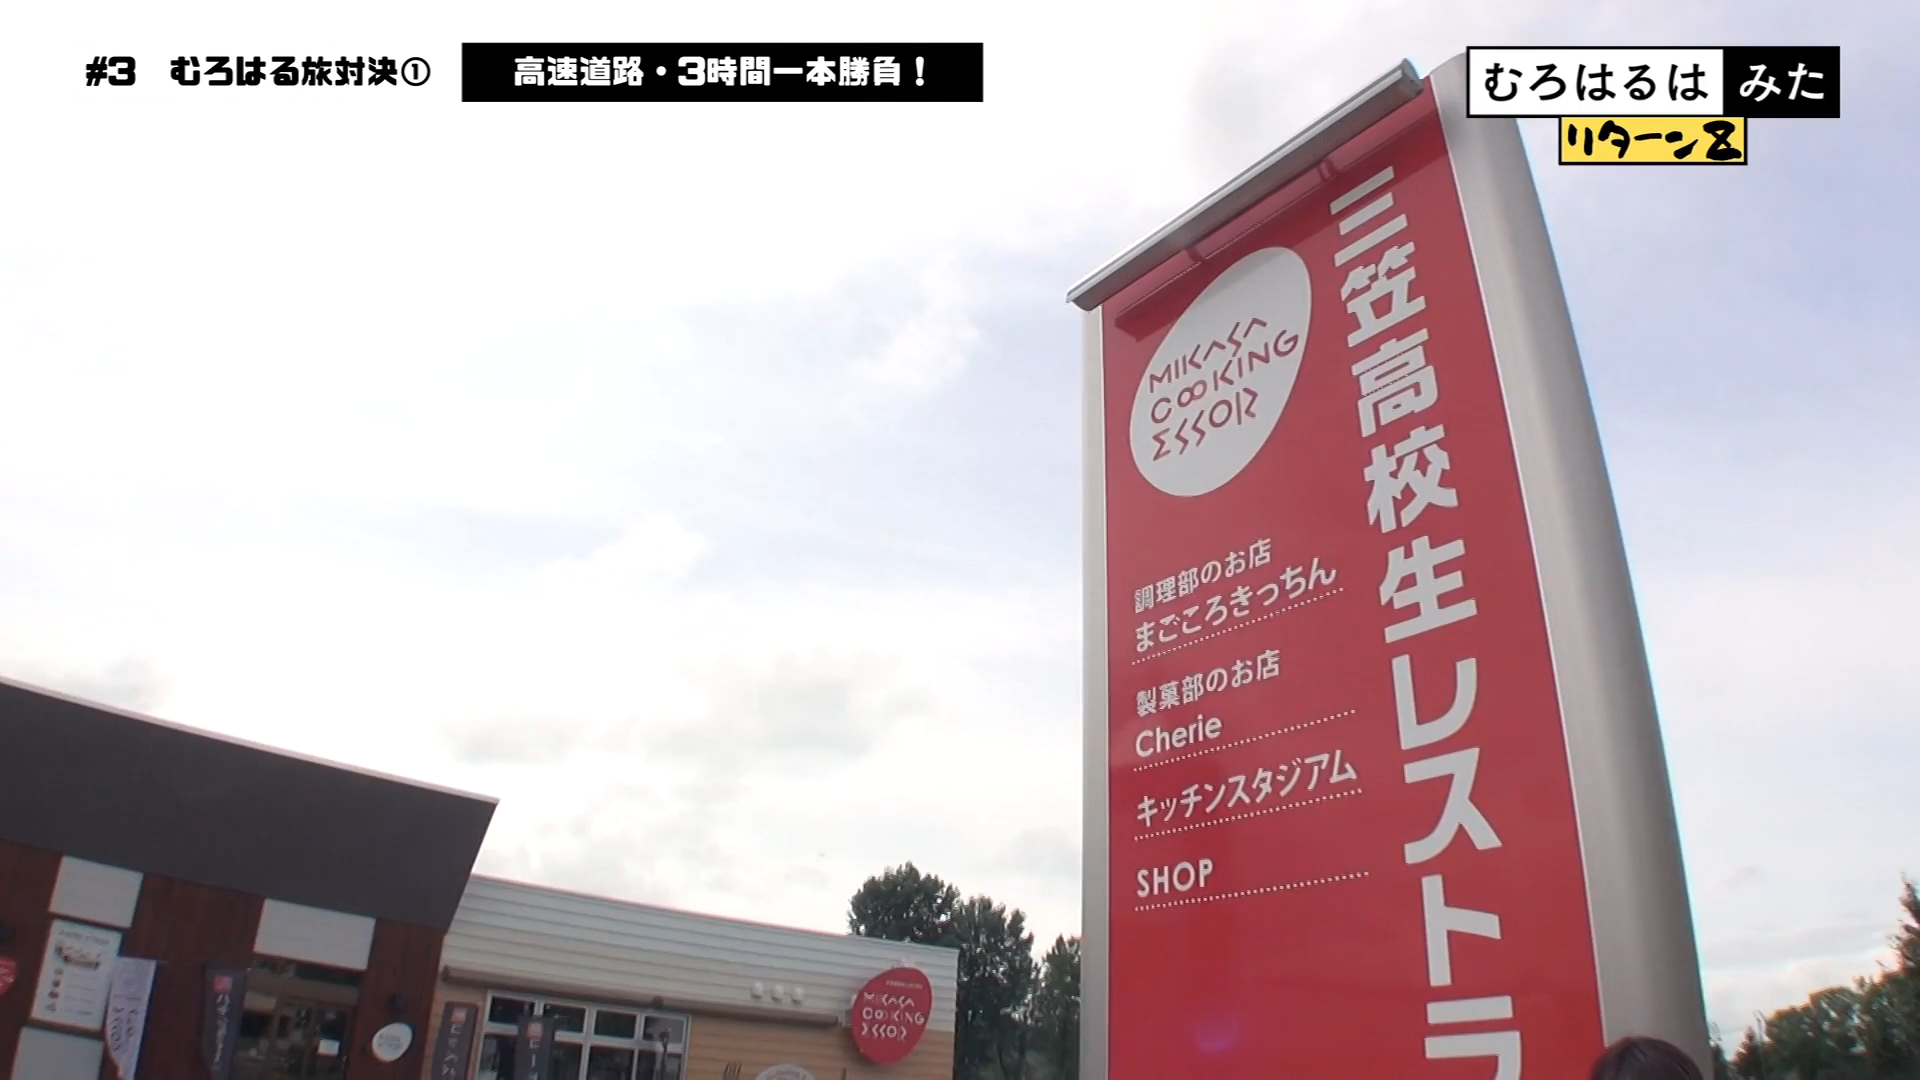 #3 むろはる旅対決①
高速道路・3時間一本勝負！
むろはるは みた
リターンZ
三笠高校生レストラ
MIKASA
COOKING
ESSOR
調理部のお店
まごころきっちん
製菓部のお店
Cherie
キッチンスタジアム
SHOP
MIKASA
COOKING
ESSOR